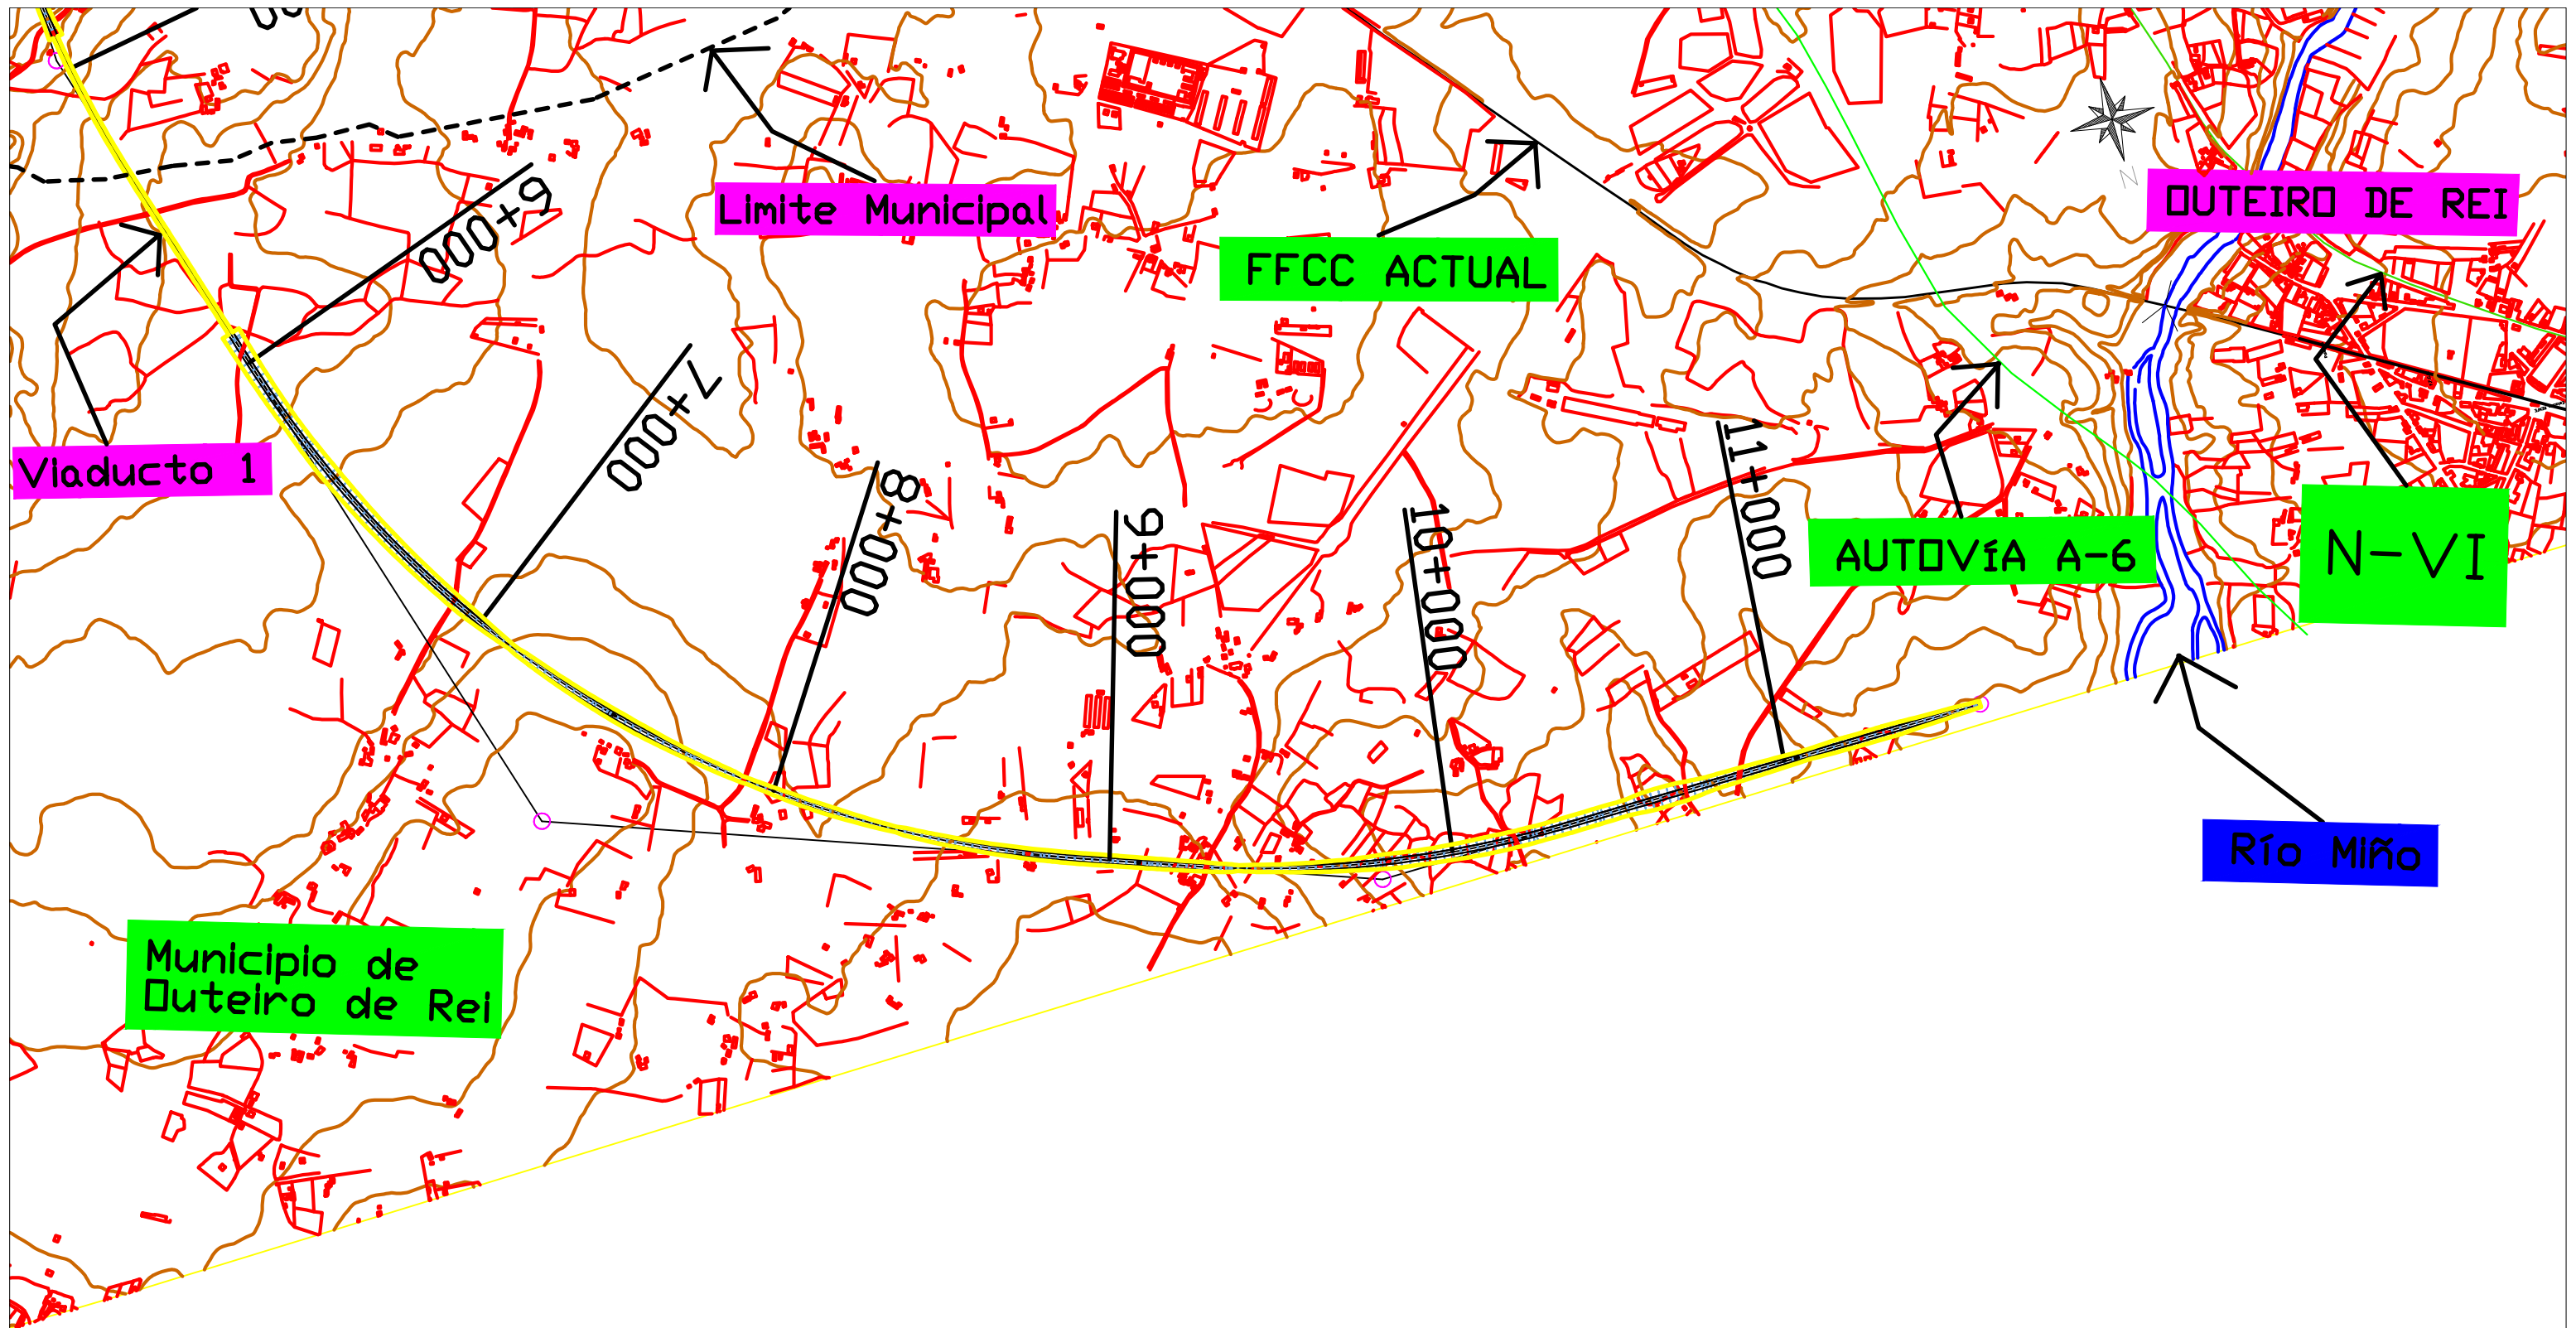 Limite Municipal
OUTEIRO DE REI
N
FFCC ACTUAL
6+000
7+000
8+000
9+000
10+000
11+000
Viaducto 1
AUTOVíA A-6
N-VI
Río Miño
Municipio de
Outeiro de Rei